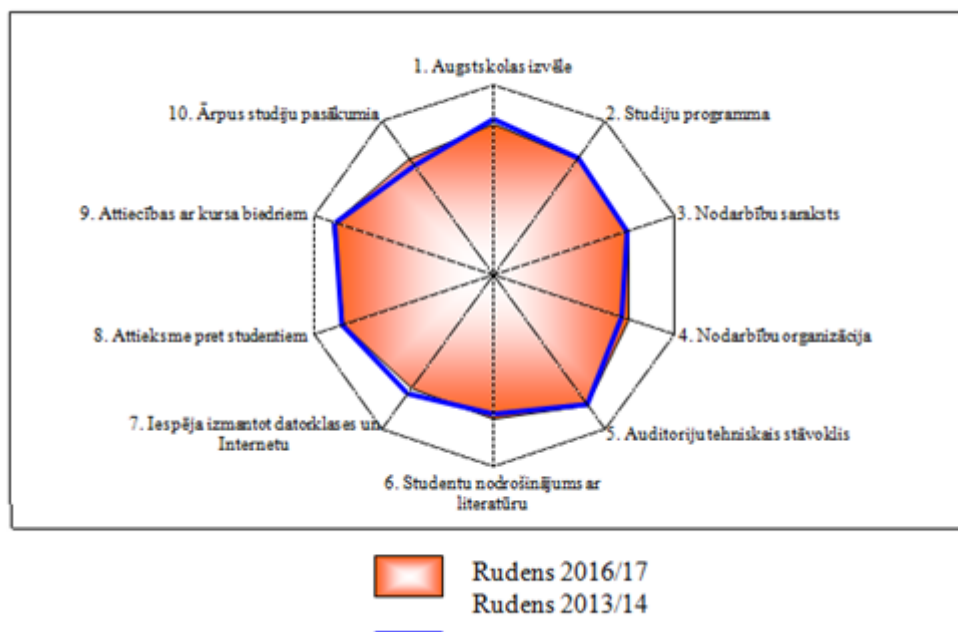 1. Augstskolas izvēle
2. Studiju programma
3. Nodarbību saraksts
4. Nodarbību organizācija
5. Auditoriju tehniskais stāvoklis
6. Studentu nodrošinājums ar
literatūru
7. Iespēja izmantot datorklases un
Internetu
8. Attieksme pret studentiem
9. Attiecības ar kursa biedriem
10. Ārpus studiju pasākumia
Rudens 2016/17
Rudens 2013/14